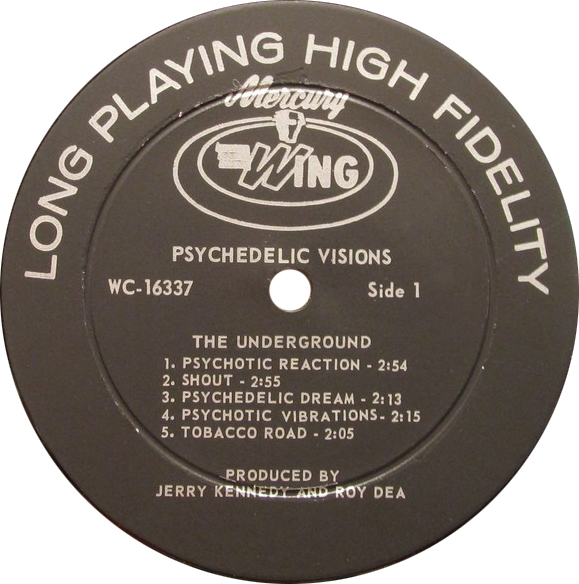 LONG PLAYING HIGH FIDELITY
Mercury
WING
PSYCHEDELIC VISIONS
WC-16337 Side 1
THE UNDERGROUND
1. PSYCHOTIC REACTION - 2:54
2. SHOUT - 2:55
3. PSYCHEDELIC DREAM - 2:13
4. PSYCHOTIC VIBRATIONS- 2:15
5. TOBACCO ROAD - 2:05
PRODUCED BY
JERRY KENNEDY AND ROY DEA